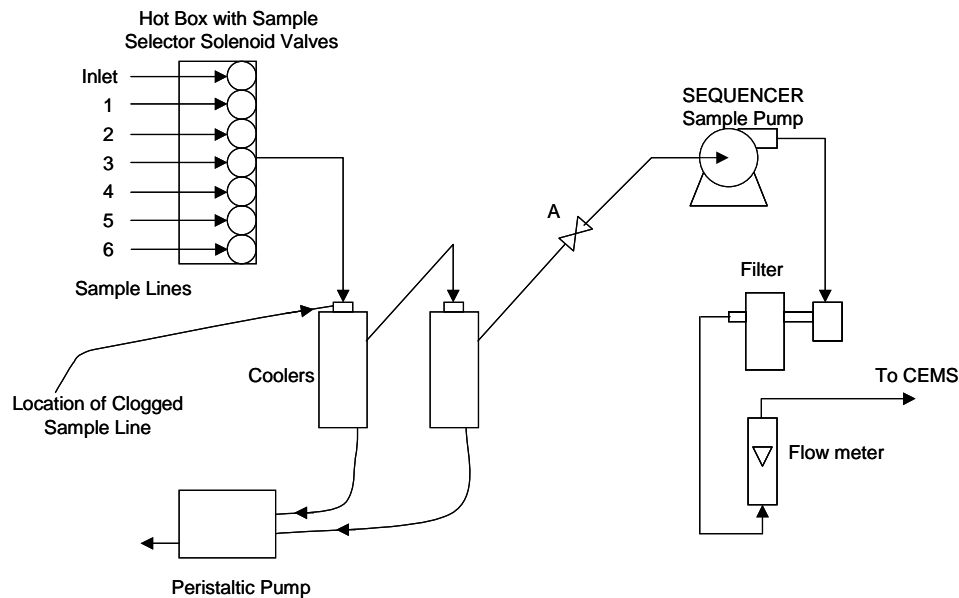 Hot Box with Sample
Selector Solenoid Valves
Inlet
1
2
3
4
5
6
Sample Lines
Location of Clogged
Sample Line
Coolers
Peristaltic Pump
A
SEQUENCER
Sample Pump
Filter
To CEMS
Flow meter